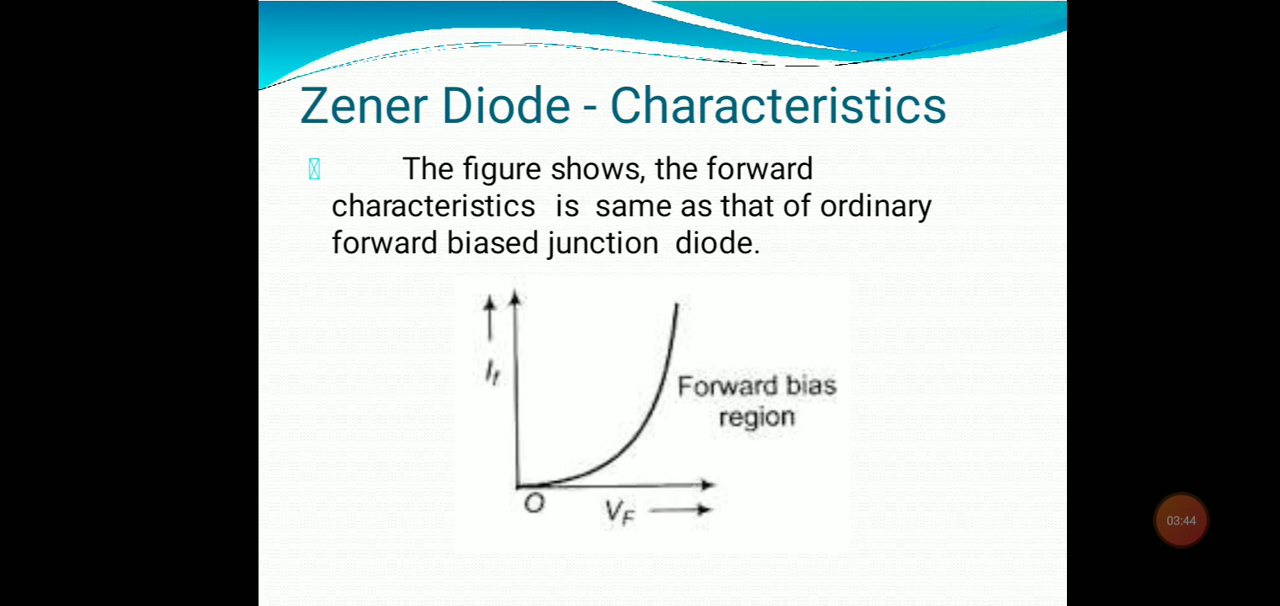 Zener Diode - Characteristics
The figure shows, the forward
characteristics is same as that of ordinary
forward biased junction diode.
If
Forward bias
region
O
VF
03:44